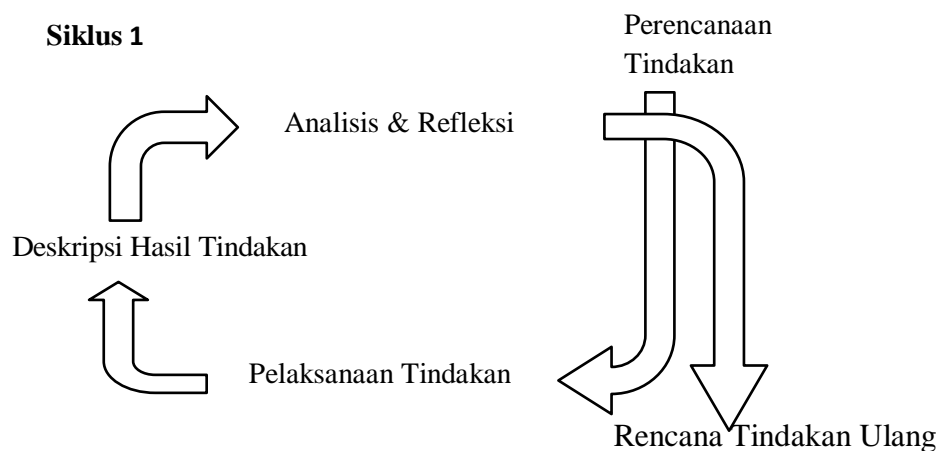 Siklus 1
Perencanaan
Tindakan
Analisis & Refleksi
Deskripsi Hasil Tindakan
Pelaksanaan Tindakan
Rencana Tindakan Ulang